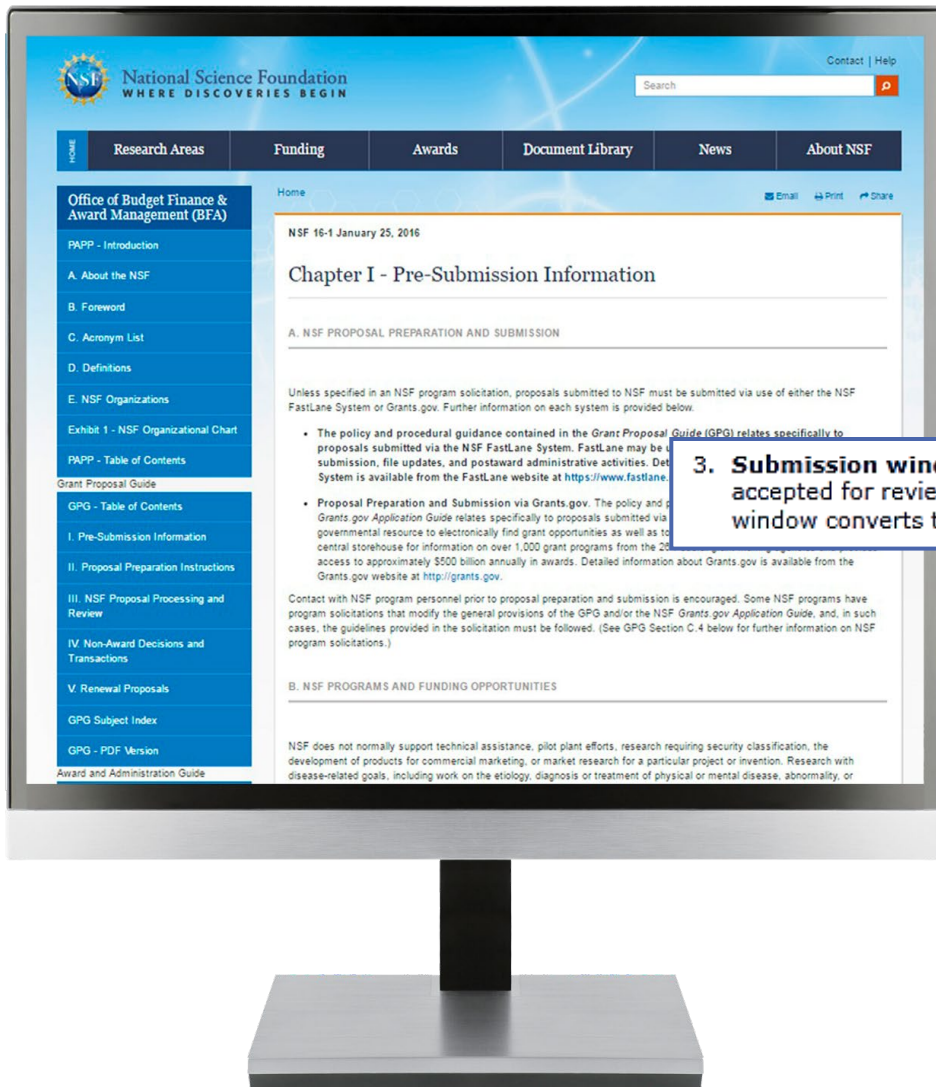 Contact | Help
NSF
National Science Foundation
WHERE DISCOVERIES BEGIN
Search
HOME
Research Areas
Funding
Awards
Document Library
News
About NSF
Office of Budget Finance &
Award Management (BFA)
PAPP - Introduction
A. About the NSF
B. Foreword
C. Acronym List
D. Definitions
E. NSF Organizations
Exhibit 1 - NSF Organizational Chart
PAPP - Table of Contents
Grant Proposal Guide
GPG - Table of Contents
I. Pre-Submission Information
II. Proposal Preparation Instructions
III. NSF Proposal Processing and
Review
IV. Non-Award Decisions and
Transactions
V. Renewal Proposals
GPG Subject Index
GPG - PDF Version
Award and Administration Guide
Home
Email Print Share
NSF 16-1 January 25, 2016
Chapter I - Pre-Submission Information
A. NSF PROPOSAL PREPARATION AND SUBMISSION
Unless specified in an NSF program solicitation, proposals submitted to NSF must be submitted via use of either the NSF
FastLane System or Grants.gov. Further information on each system is provided below.
• The policy and procedural guidance contained in the Grant Proposal Guide (GPG) relates specifically to
proposals submitted via the NSF FastLane System. FastLane may be u
submission, file updates, and postaward administrative activities. Det
System is available from the FastLane website at https://www.fastlane.
• Proposal Preparation and Submission via Grants.gov. The policy and p
Grants.gov Application Guide relates specifically to proposals submitted via
governmental resource to electronically find grant opportunities as well as to
central storehouse for information on over 1,000 grant programs from the 26
access to approximately $500 billion annually in awards. Detailed information about Grants.gov is available from the
Grants.gov website at http://grants.gov.
3. Submission wind
accepted for revie
window converts t
Contact with NSF program personnel prior to proposal preparation and submission is encouraged. Some NSF programs have
program solicitations that modify the general provisions of the GPG and/or the NSF Grants.gov Application Guide, and, in such
cases, the guidelines provided in the solicitation must be followed. (See GPG Section C.4 below for further information on NSF
program solicitations.)
B. NSF PROGRAMS AND FUNDING OPPORTUNITIES
NSF does not normally support technical assistance, pilot plant efforts, research requiring security classification, the
development of products for commercial marketing, or market research for a particular project or invention. Research with
disease-related goals, including work on the etiology, diagnosis or treatment of physical or mental disease, abnormality, or